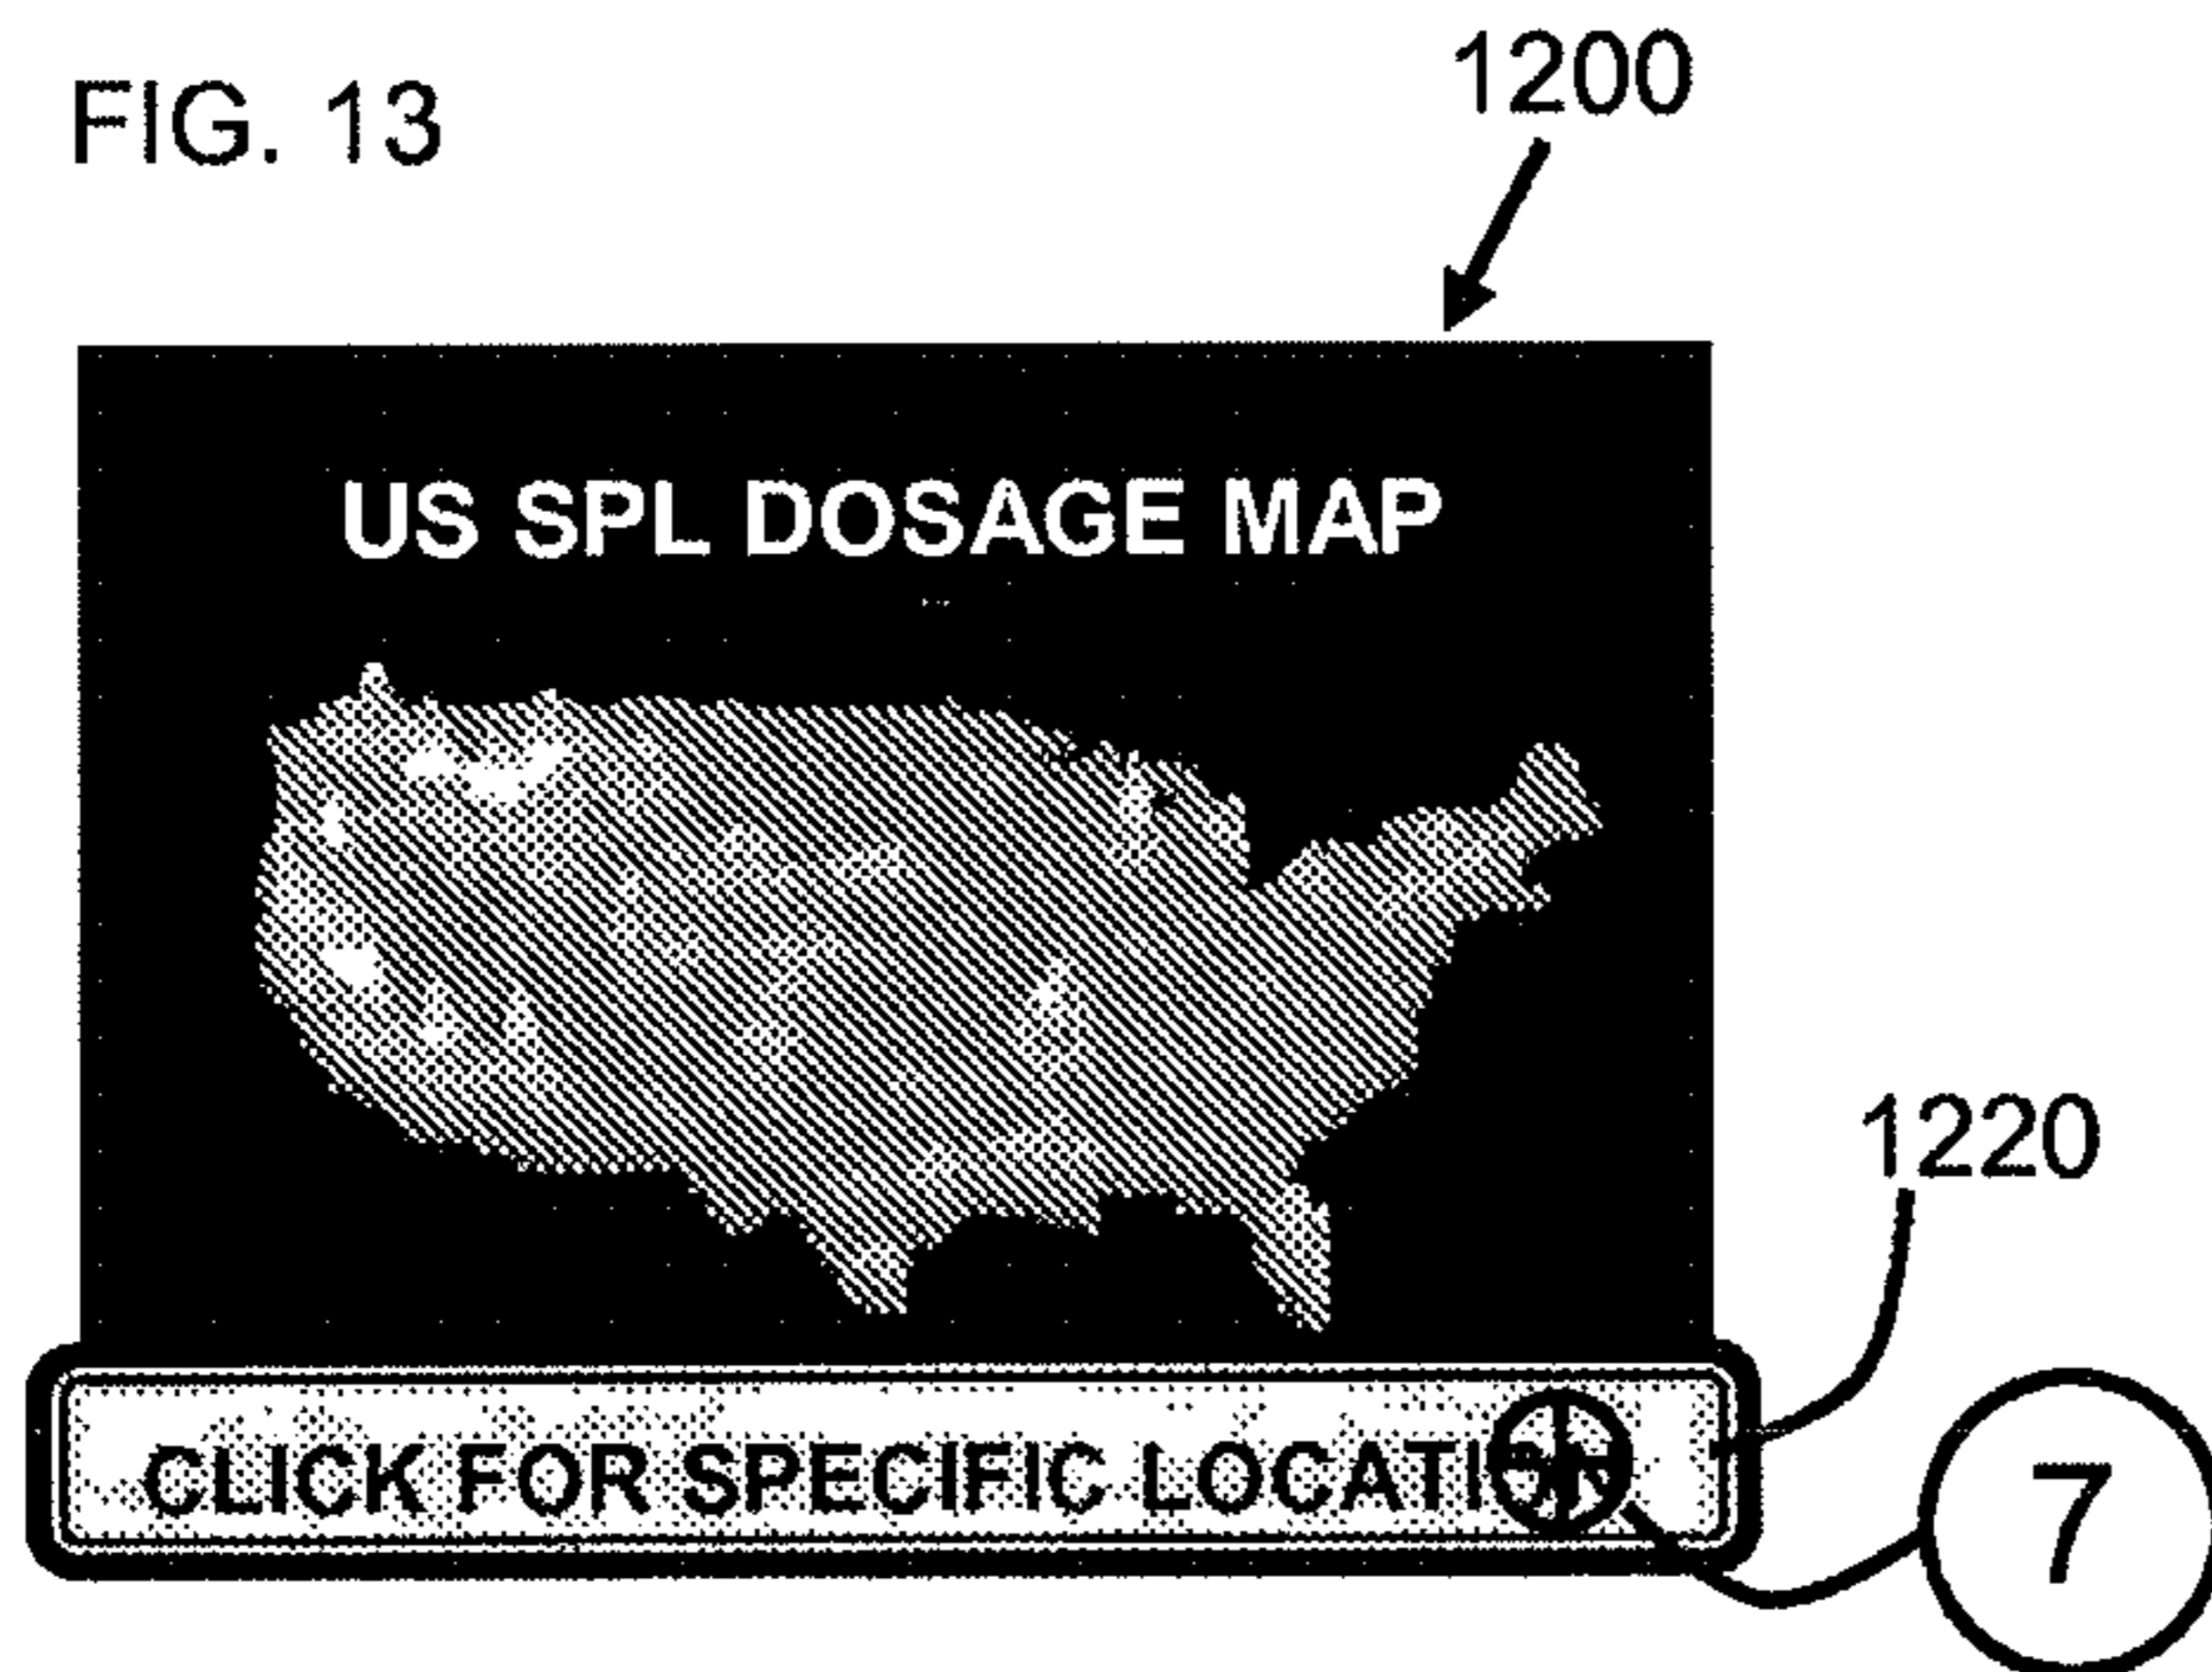 FIG. 13
1200
US SPL DOSAGE MAP
1220
CLICK FOR SPECIFIC LOCATION
7